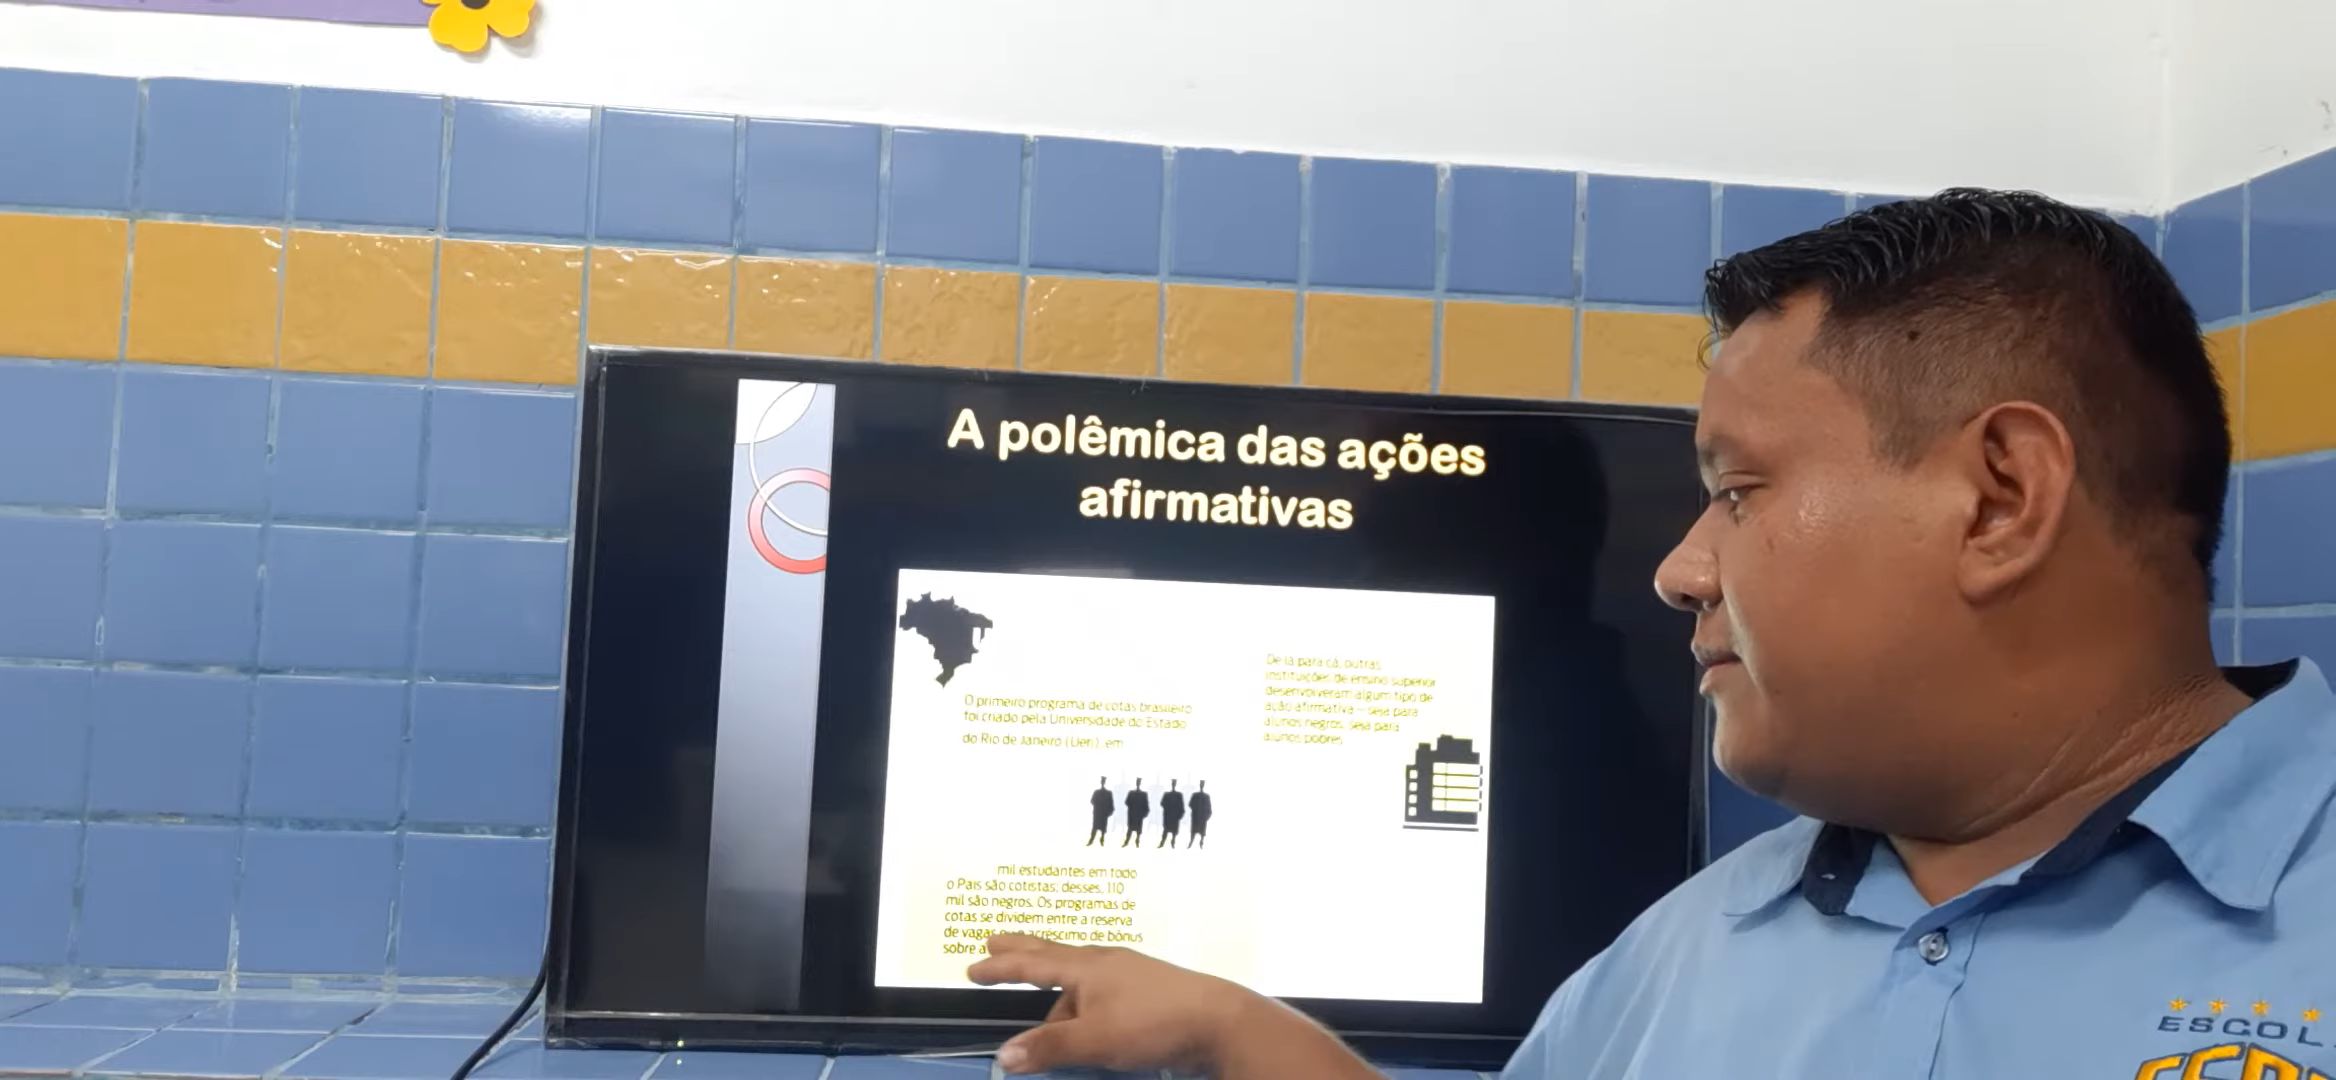 A polêmica das ações
afirmativas
O primeiro programa de cotas brasileiro
foi criado pela Universidade do Estado
do Rio de Janeiro (Uerj), em
De lá para cá, outras
instituições de ensino superior
desenvolveram algum tipo de
ação afirmativa – seja para
alunos negros, seja para
alunos pobres
mil estudantes em todo
o País são cotistas; desses, 110
mil são negros. Os programas de
cotas se dividem entre a reserva
de vagas acréscimo de bônus
sobre a
ESCOL